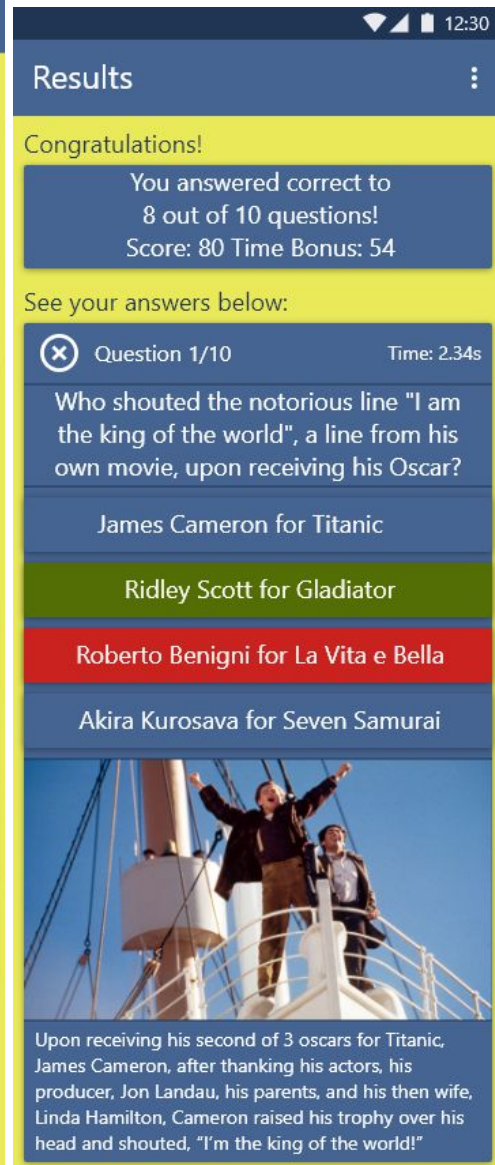 12:30
Results
Congratulations!
You answered correct to
8 out of 10 questions!
Score: 80 Time Bonus: 54
See your answers below:
Question 1/10
Time: 2.34s
Who shouted the notorious line "I am
the king of the world", a line from his
own movie, upon receiving his Oscar?
James Cameron for Titanic
Ridley Scott for Gladiator
Roberto Benigni for La Vita e Bella
Akira Kurosava for Seven Samurai
Upon receiving his second of 3 oscars for Titanic,
James Cameron, after thanking his actors, his
producer, Jon Landau, his parents, and his then wife,
Linda Hamilton, Cameron raised his trophy over his
head and shouted, “I’m the king of the world!”